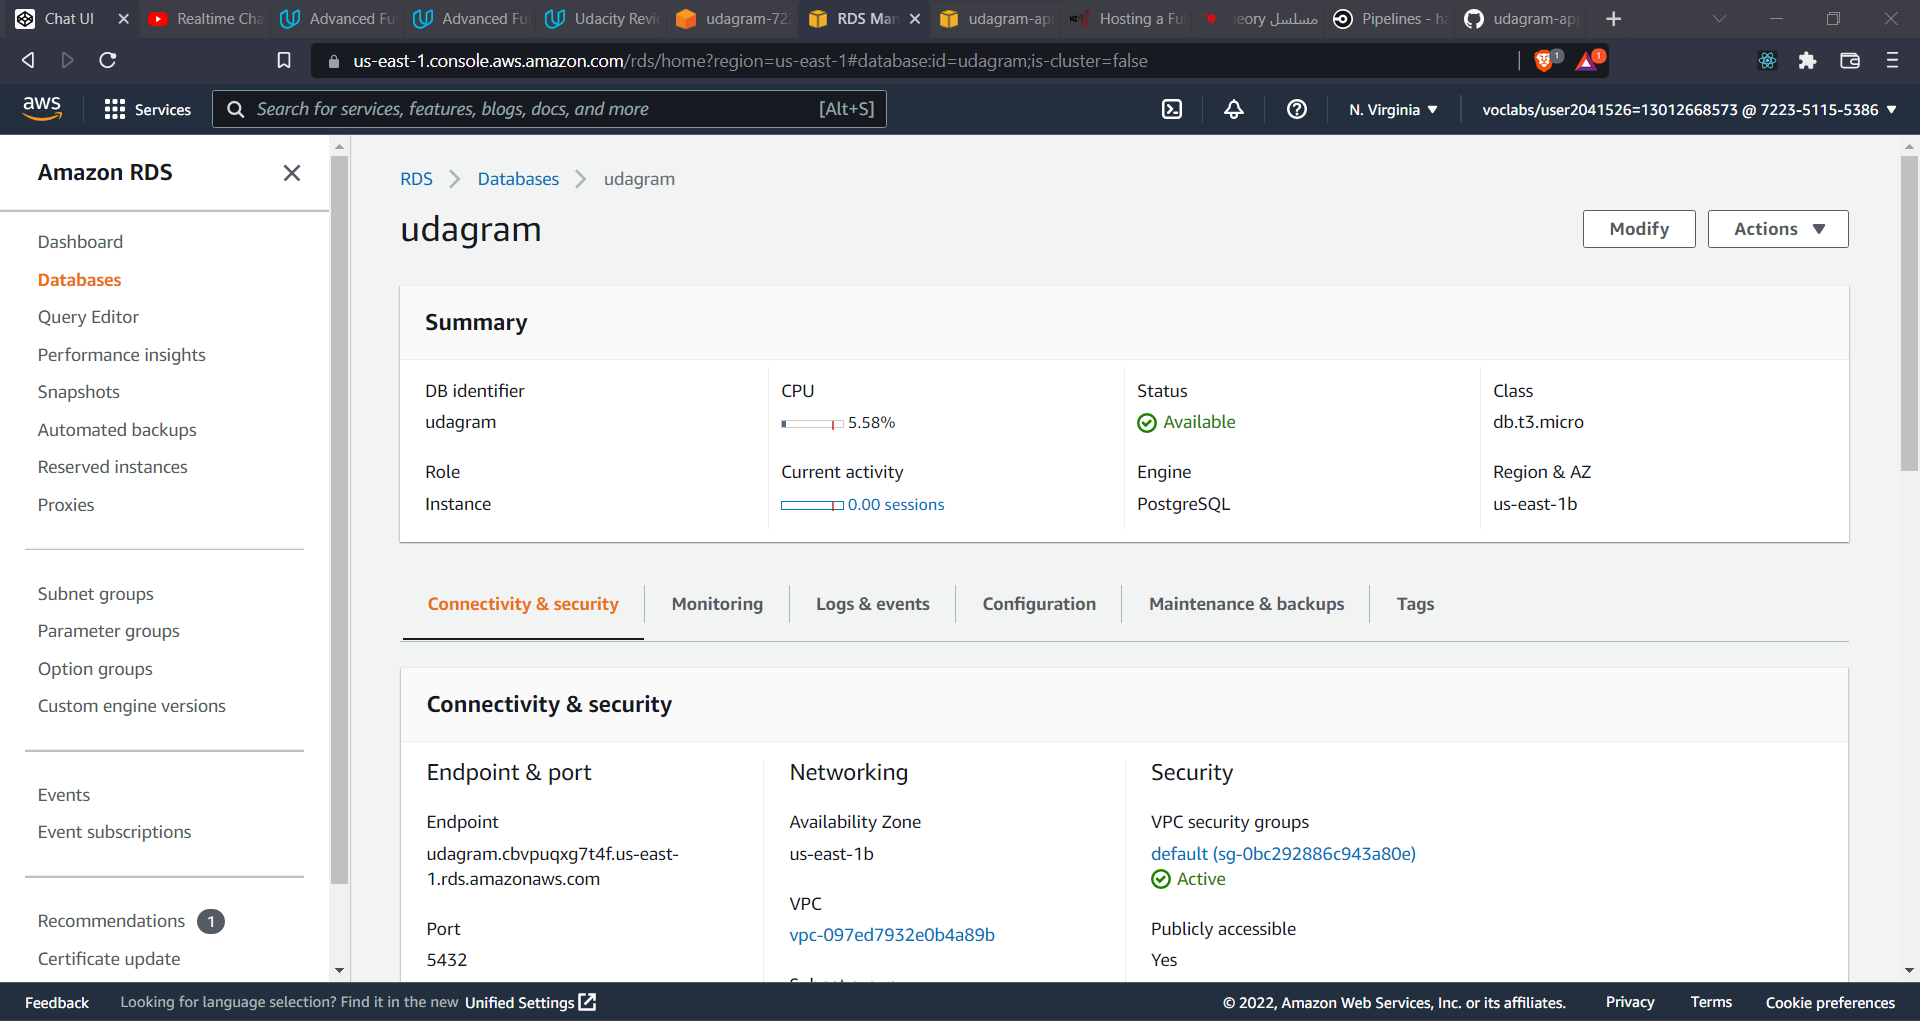 Chat UI
Realtime Cha
Advanced Ful
Advanced Ful
Udacity Revie
udagram-722
RDS Man
udagram-api
Hosting a Ful
eory مسلسل
Pipelines - ha
udagram-app
us-east-1.console.aws.amazon.com/rds/home?region=us-east-1#database:id=udagram;is-cluster=false
1
1
aws
Services
Search for services, features, blogs, docs, and more
[Alt+S]
N. Virginia
voclabs/user2041526=13012668573 @ 7223-5115-5386
Amazon RDS
Dashboard
Databases
Query Editor
Performance insights
Snapshots
Automated backups
Reserved instances
Proxies
Subnet groups
Parameter groups
Option groups
Custom engine versions
Events
Event subscriptions
Recommendations 1
Certificate update
RDS > Databases > udagram
udagram
Modify
Actions
Summary
DB identifier
udagram
CPU
5.58%
Status
Available
Class
db.t3.micro
Role
Instance
Current activity
0.00 sessions
Engine
PostgreSQL
Region & AZ
us-east-1b
Connectivity & security
Monitoring
Logs & events
Configuration
Maintenance & backups
Tags
Connectivity & security
Endpoint & port
Endpoint
udagram.cbvpuqxg7t4f.us-east-
1.rds.amazonaws.com
Port
5432
Networking
Availability Zone
us-east-1b
VPC
vpc-097ed7932e0b4a89b
Security
VPC security groups
default (sg-0bc292886c943a80e)
Active
Publicly accessible
Yes
Feedback
Looking for language selection? Find it in the new Unified Settings
© 2022, Amazon Web Services, Inc. or its affiliates.
Privacy
Terms
Cookie preferences